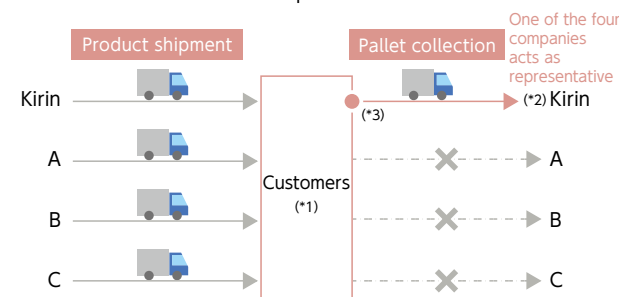 Product shipment
Pallet collection
One of the four
companies
acts as
representative
Kirin
(*3)
(*2) Kirin
A
A
Customers
(*1)
B
B
C
C